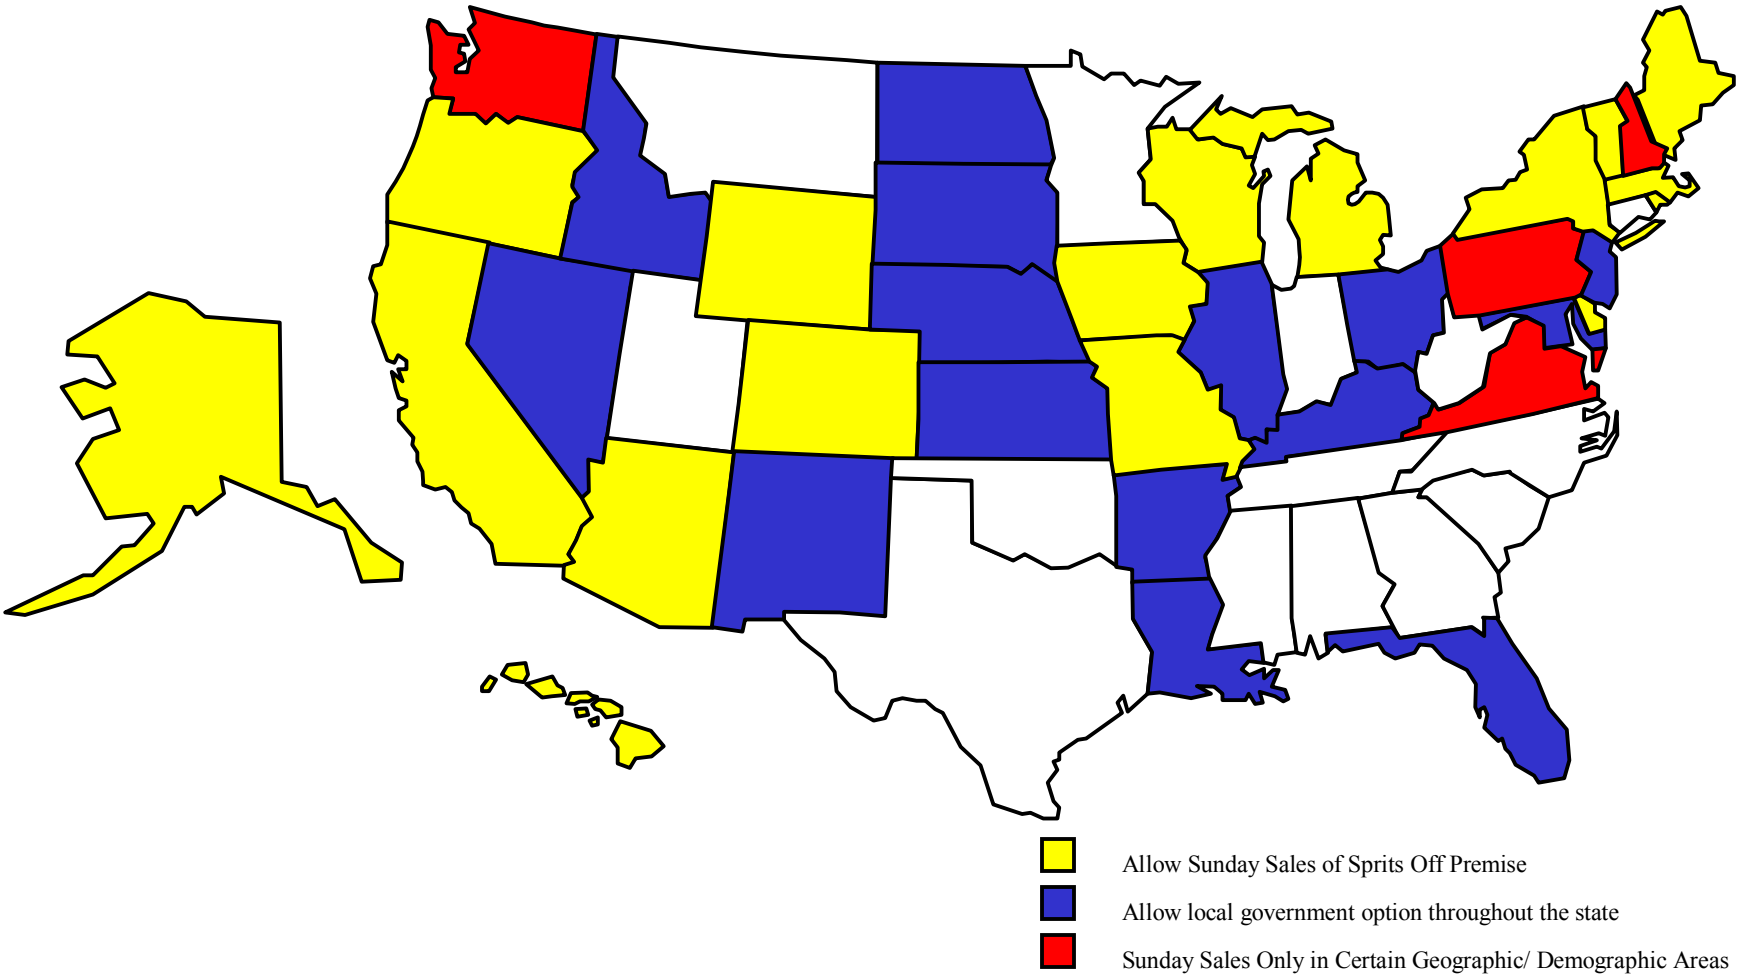 Allow Sunday Sales of Sprits Off Premise
Allow local government option throughout the state
Sunday Sales Only in Certain Geographic/ Demographic Areas